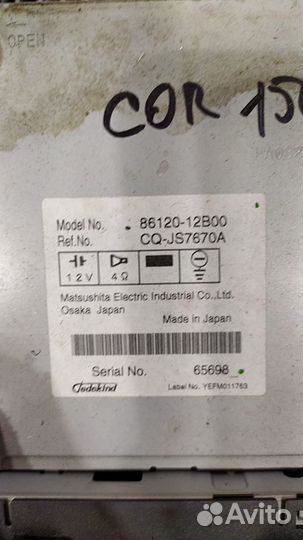 OPEN
COR 150
Model No. 86120-12B00
Ref.No. CQ-JS7670A
12V 4Ω
Matsushita Electric Industrial Co.,Ltd.
Osaka Japan
Made in Japan
Serial No. 65698
Label No. YEFM011763
Avito